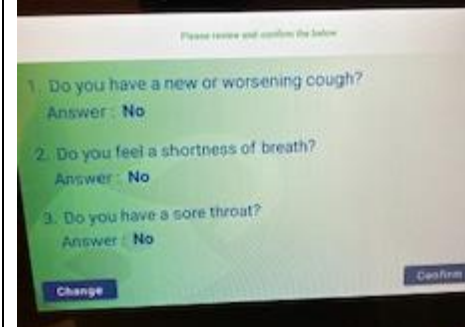 Please review and confirm the below
1. Do you have a new or worsening cough?
Answer : No
2. Do you feel a shortness of breath?
Answer : No
3. Do you have a sore throat?
Answer : No
Change
Confirm